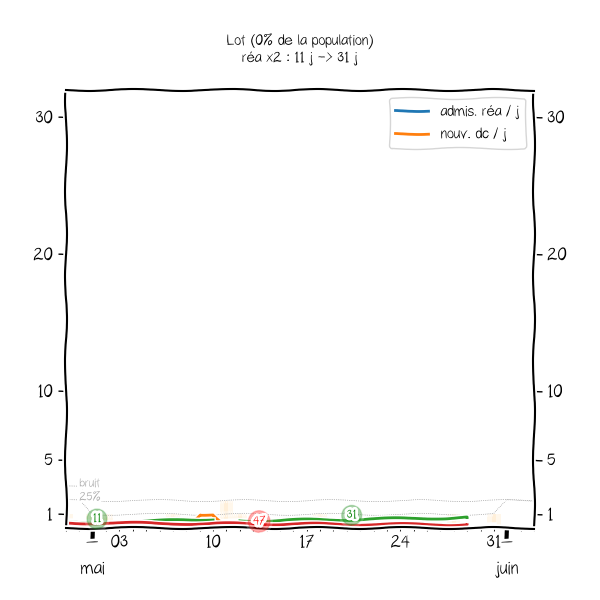 Lot (0% de la population)
réa x2 : 11 j -> 31 j
admis. réa / j
nouv. dc / j
30
30
20
20
10
10
5
5
bruit
25%
1
1
11
47
31
03
10
17
24
31
mai
juin